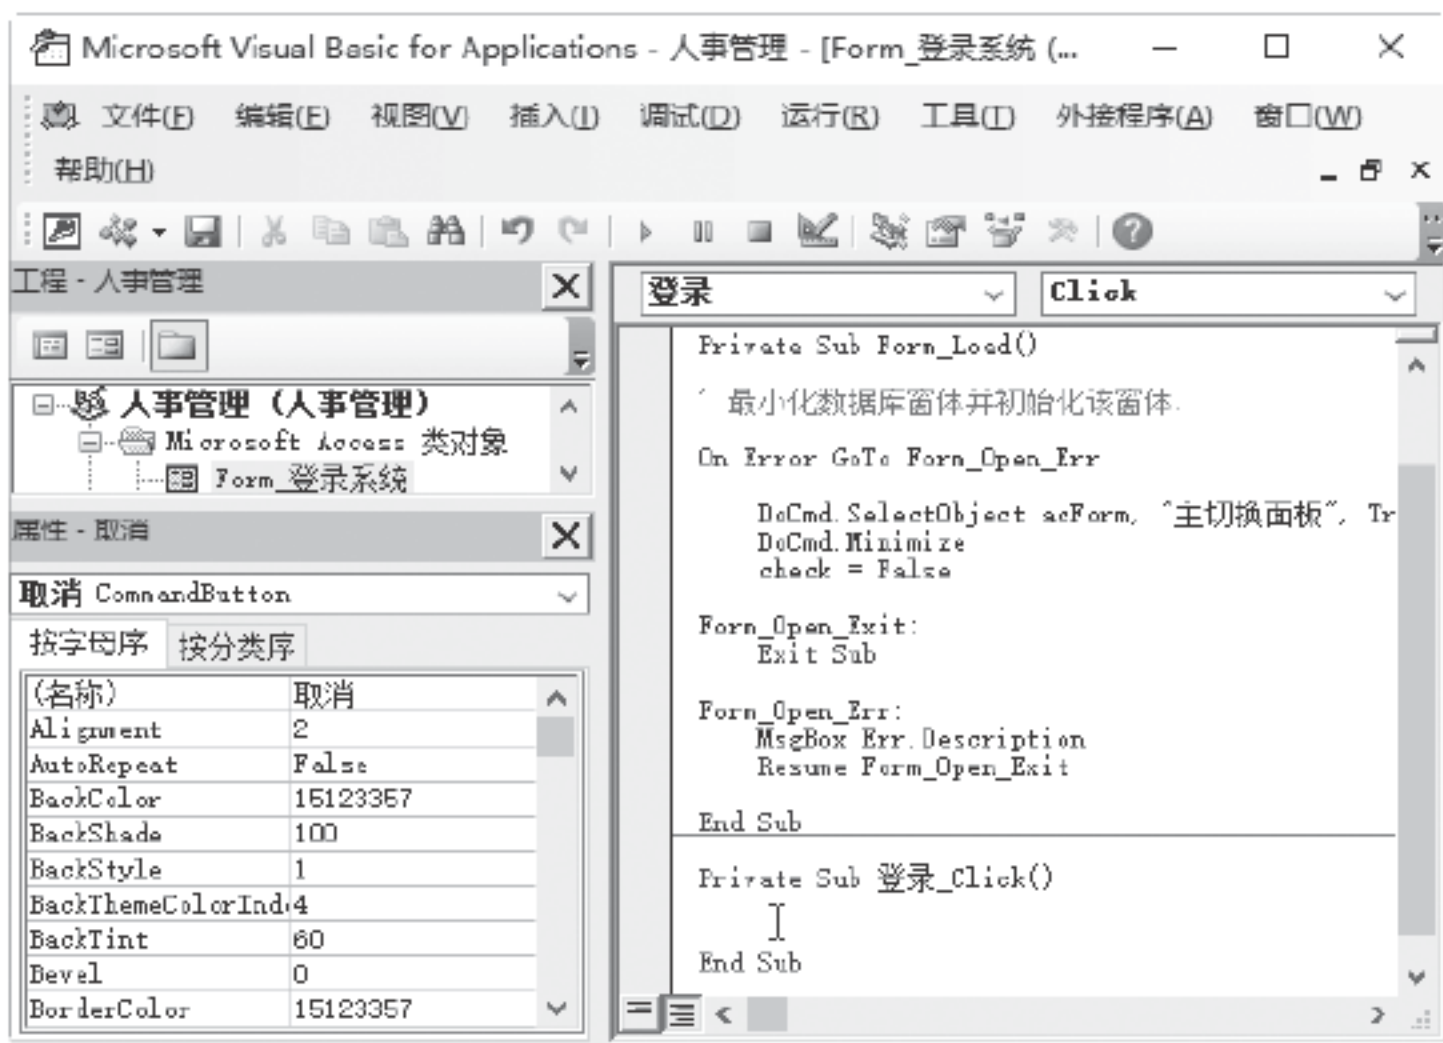 Microsoft Visual Basic for Applications - 人事管理 - [Form_登录系统 (...
文件(F) 编辑(E) 视图(V) 插入(I) 调试(D) 运行(R) 工具(T) 外接程序(A) 窗口(W)
帮助(H)
工程 - 人事管理
人事管理 (人事管理)
Microsoft Access 类对象
Form_登录系统
属性 - 取消
取消 CommandButton
按字母序 按分类序
(名称) 取消
Alignment 2
AutoRepeat False
BackColor 15123357
BackShade 100
BackStyle 1
BackThemeColorInd 4
BackTint 60
Bevel 0
BorderColor 15123357
登录 Click
Private Sub Form_Load()
' 最小化数据库窗体并初始化该窗体.
On Error GoTo Form_Open_Err
DoCmd.SelectObject acForm, "主切换面板", Tr
DoCmd.Minimize
check = False
Form_Open_Exit:
Exit Sub
Form_Open_Err:
MsgBox Err.Description
Resume Form_Open_Exit
End Sub
Private Sub 登录_Click()
End Sub